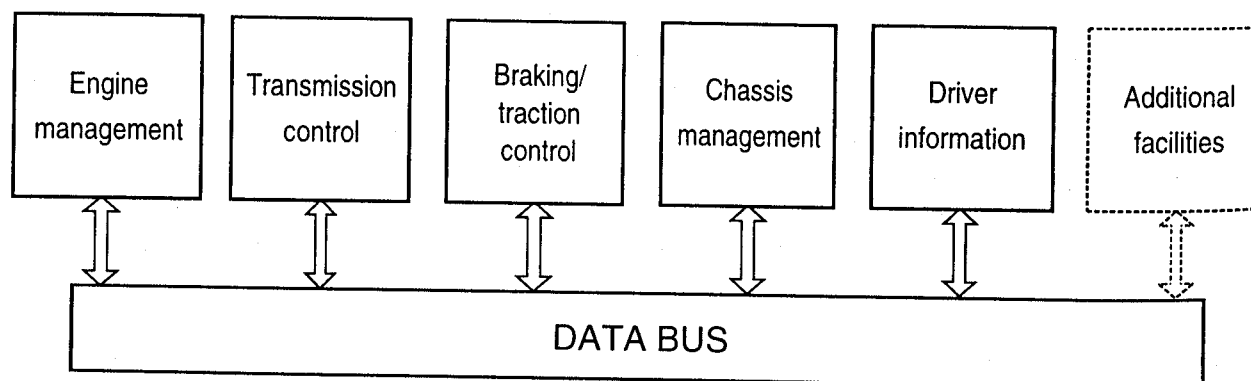 Engine
management
Transmission
control
Braking/
traction
control
Chassis
management
Driver
information
Additional
facilities
DATA BUS